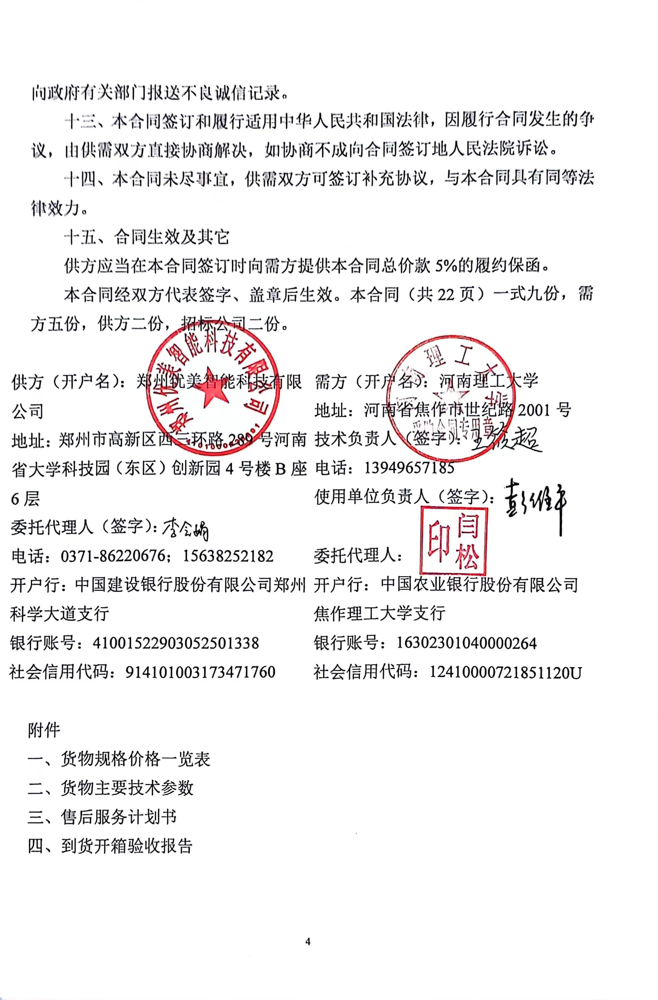 向政府有关部门报送不良诚信记录。
十三、本合同签订和履行适用中华人民共和国法律，因履行合同发生的争
议，由供需双方直接协商解决，如协商不成向合同签订地人民法院诉讼。
十四、本合同未尽事宜，供需双方可签订补充协议，与本合同具有同等法
律效力。
十五、合同生效及其它
供方应当在本合同签订时向需方提供本合同总价款 5%的履约保函。
本合同经双方代表签字、盖章后生效。本合同（共 22 页）一式九份，需
方五份，供方二份，招标公司二份。
供方（开户名）：郑州优美智能科技有限
公司
地址：郑州市高新区西三环路 289 号河南
省大学科技园（东区）创新园 4 号楼 B 座
6 层
委托代理人（签字）：李会娟
电话：0371-86220676；15638252182
开户行：中国建设银行股份有限公司郑州
科学大道支行
银行账号：41001522903052501338
社会信用代码：914101003173471760
郑州优美智能科技有限公司
需方（开户名）：河南理工大学
地址：河南省焦作市世纪路 2001 号
技术负责人（签字）：
电话：13949657185
使用单位负责人（签字）：彭维平
委托代理人：
闫松印
开户行：中国农业银行股份有限公司
焦作理工大学支行
银行账号：16302301040000264
社会信用代码：12410000721851120U
河南理工大学
采购合同专用章
附件
一、货物规格价格一览表
二、货物主要技术参数
三、售后服务计划书
四、到货开箱验收报告
4